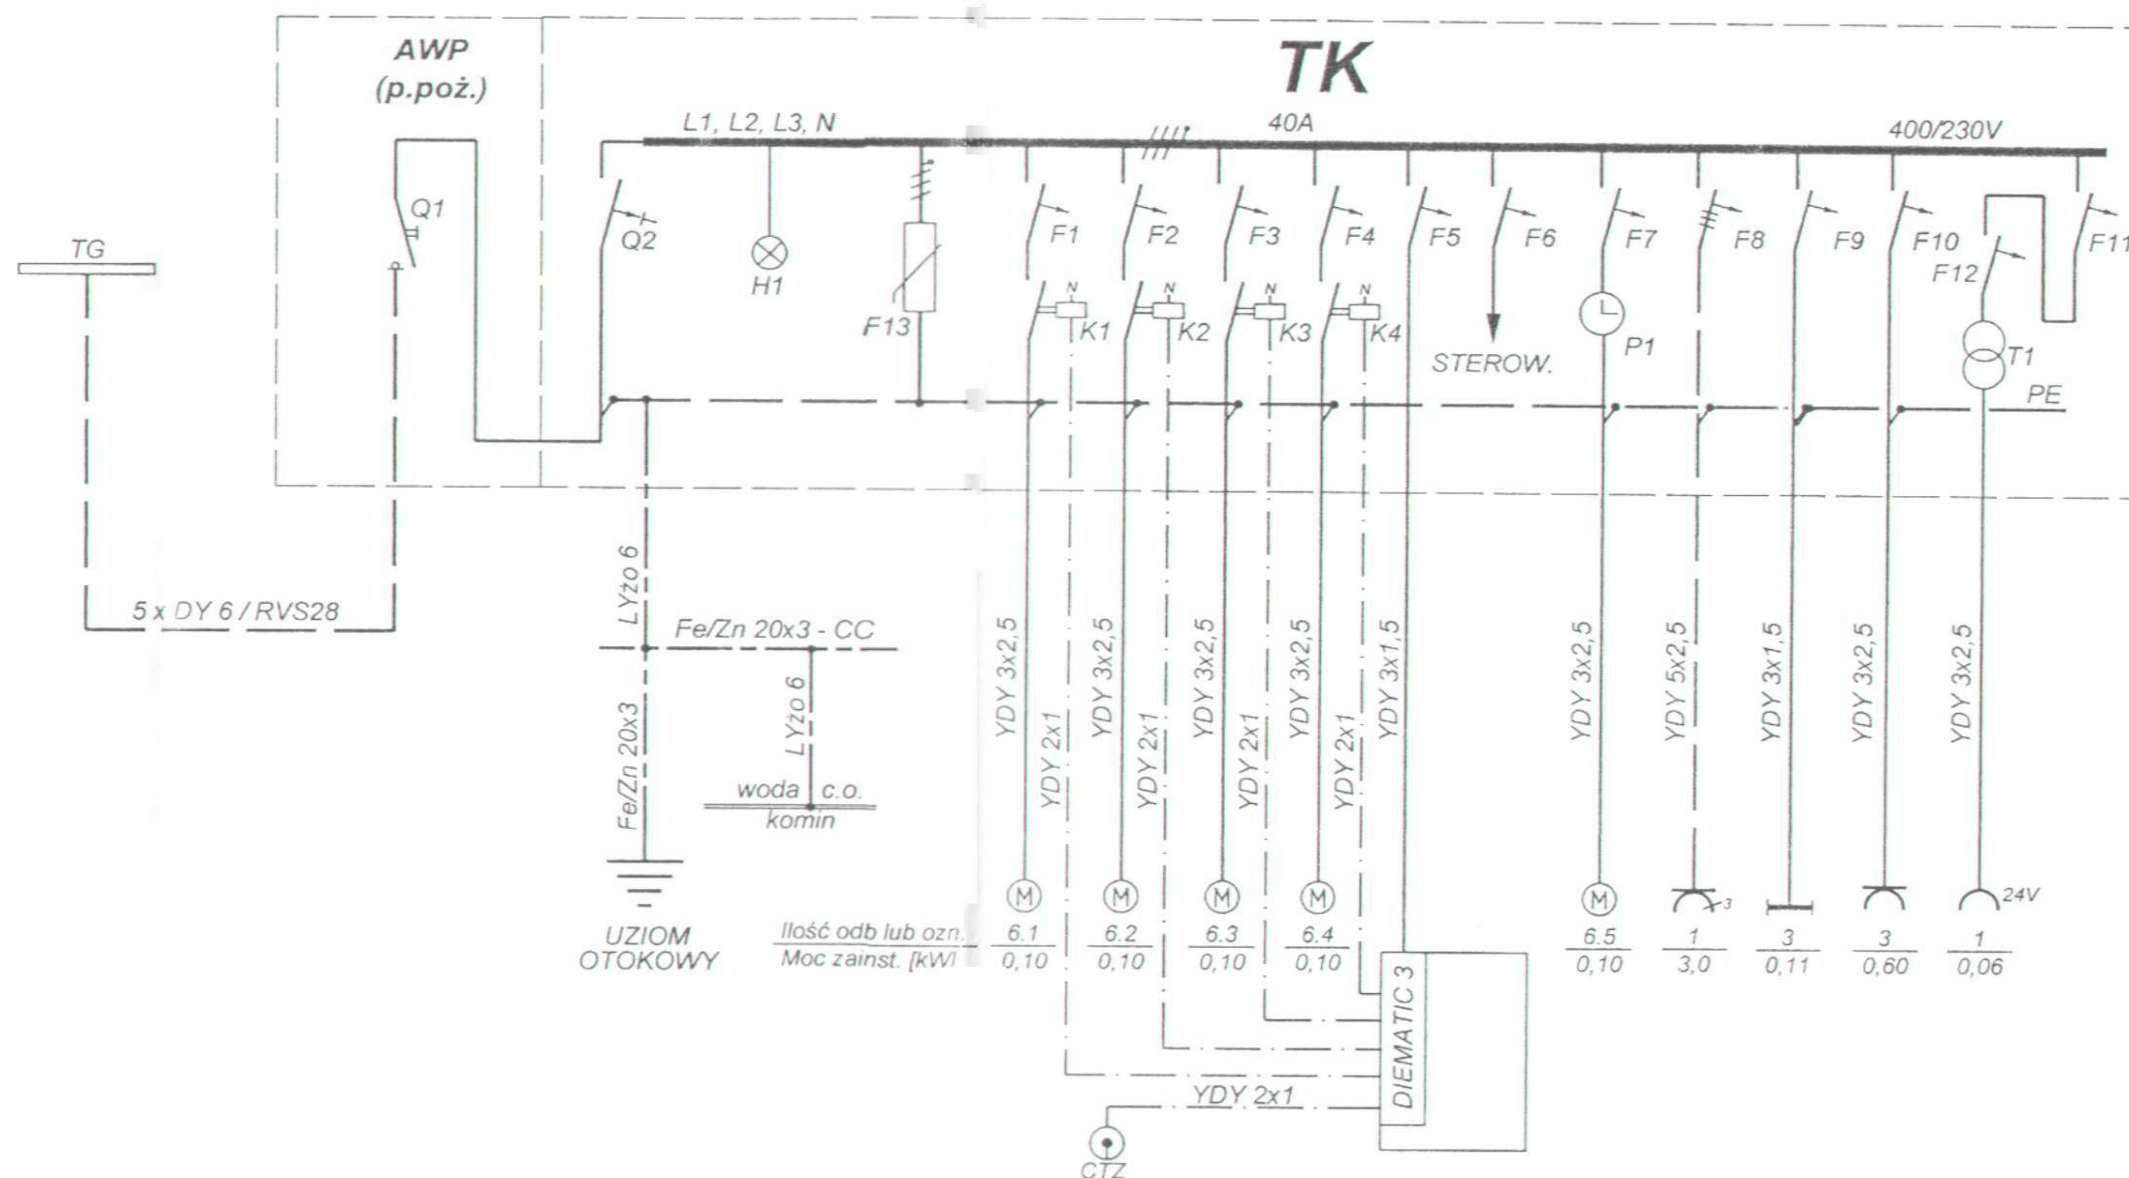 AWP
(p.poż.)
TK
L1, L2, L3, N
40A
400/230V
Q1
Q2
TG
H1
F13
F1
F2
F3
F4
F5
F6
F7
F8
F9
F10
F11
F12
N
N
N
N
K1
K2
K3
K4
STEROW.
P1
T1
PE
5 x DY 6 / RVS28
LYżo 6
Fe/Zn 20x3 - CC
Fe/Zn 20x3
LYżo 6
woda c.o.
komin
UZIOM
OTOKOWY
YDY 3x2,5
YDY 2x1
YDY 3x2,5
YDY 2x1
YDY 3x2,5
YDY 2x1
YDY 3x2,5
YDY 2x1
YDY 3x1,5
YDY 3x2,5
YDY 5x2,5
YDY 3x1,5
YDY 3x2,5
YDY 3x2,5
M
M
M
M
M
3
24V
Ilość odb lub ozn.
Moc zainst. [kW]
6.1
0,10
6.2
0,10
6.3
0,10
6.4
0,10
6.5
0,10
1
3,0
3
0,11
3
0,60
1
0,06
DIEMATIC 3
YDY 2x1
CTZ